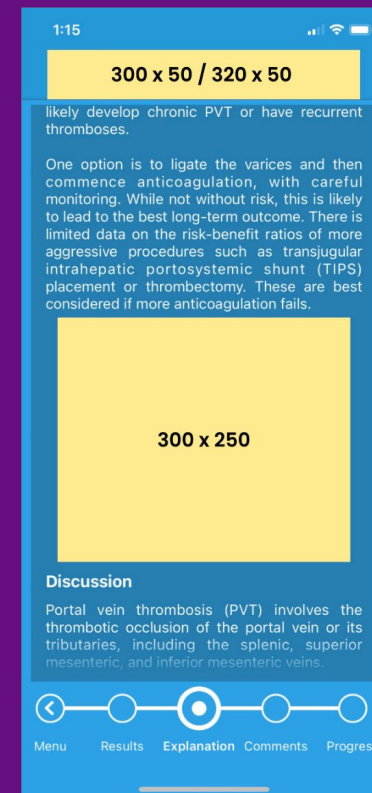 1:15
300 x 50 / 320 x 50
likely develop chronic PVT or have recurrent
thromboses.
One option is to ligate the varices and then
commence anticoagulation, with careful
monitoring. While not without risk, this is likely
to lead to the best long-term outcome. There is
limited data on the risk-benefit ratios of more
aggressive procedures such as transjugular
intrahepatic portosystemic shunt (TIPS)
placement or thrombectomy. These are best
considered if more anticoagulation fails.
300 x 250
Discussion
Portal vein thrombosis (PVT) involves the
thrombotic occlusion of the portal vein or its
tributaries, including the splenic, superior
mesenteric, and inferior mesenteric veins.
Menu Results Explanation Comments Progres